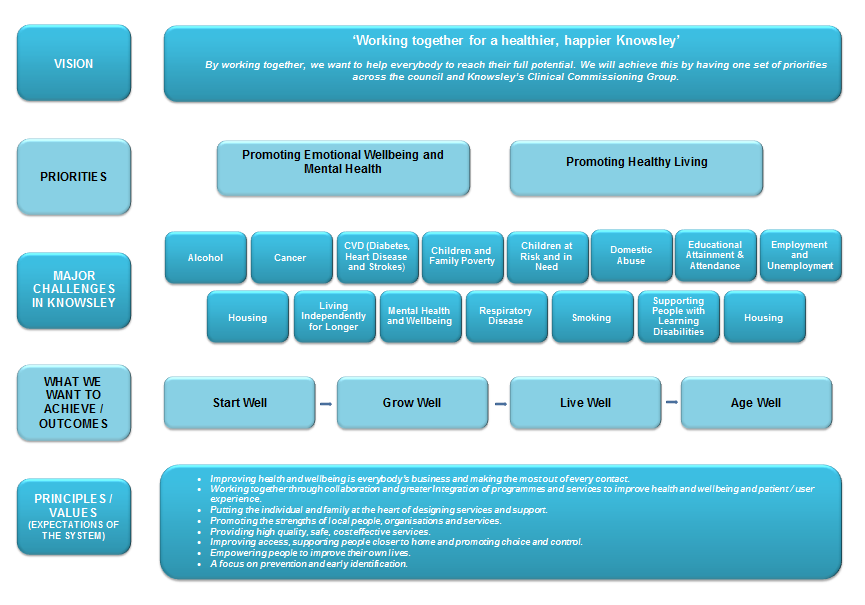 VISION
‘Working together for a healthier, happier Knowsley’
By working together, we want to help everybody to reach their full potential. We will achieve this by having one set of priorities
across the council and Knowsley’s Clinical Commissioning Group.
PRIORITIES
Promoting Emotional Wellbeing and
Mental Health
Promoting Healthy Living
MAJOR
CHALLENGES
IN KNOWSLEY
Alcohol
Cancer
CVD (Diabetes,
Heart Disease
and Strokes)
Children and
Family Poverty
Children at
Risk and in
Need
Domestic
Abuse
Educational
Attainment &
Attendance
Employment
and
Unemployment
Housing
Living
Independently
for Longer
Mental Health
and Wellbeing
Respiratory
Disease
Smoking
Supporting
People with
Learning
Disabilities
Housing
WHAT WE
WANT TO
ACHIEVE /
OUTCOMES
Start Well
Grow Well
Live Well
Age Well
PRINCIPLES /
VALUES
(EXPECTATIONS OF
THE SYSTEM)
• Improving health and wellbeing is everybody’s business and making the most out of every contact.
• Working together through collaboration and greater Integration of programmes and services to improve health and wellbeing and patient / user
experience.
• Putting the individual and family at the heart of designing services and support.
• Promoting the strengths of local people, organisations and services.
• Providing high quality, safe, cost effective services.
• Improving access, supporting people closer to home and promoting choice and control.
• Empowering people to improve their own lives.
• A focus on prevention and early identification.